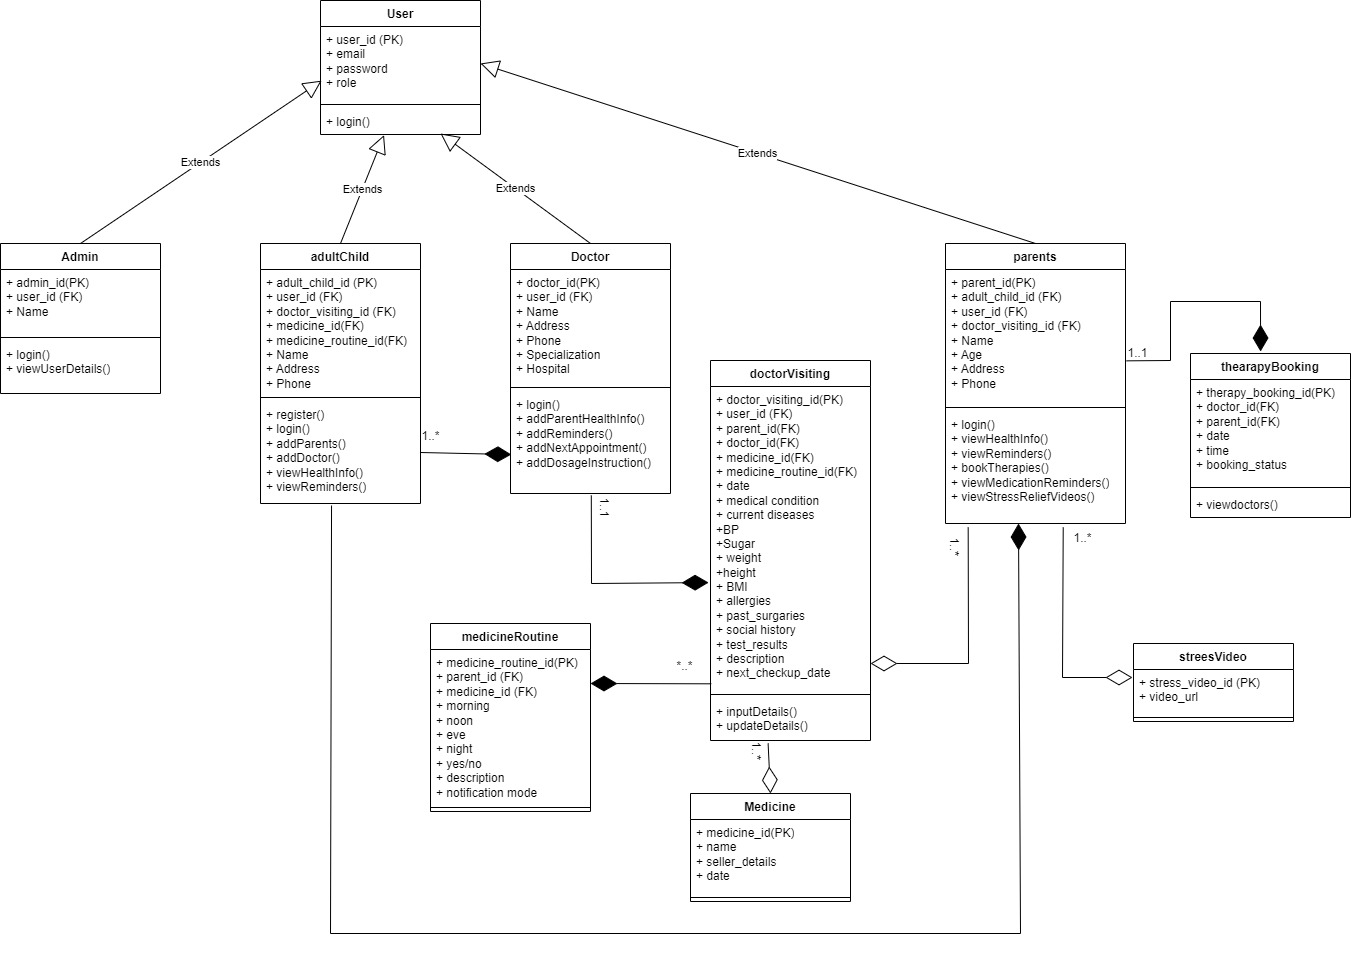 User
+ user_id (PK)
+ email
+ password
+ role
+ login()
Extends
Extends
Extends
Extends
Admin
+ admin_id(PK)
+ user_id (FK)
+ Name
+ login()
+ viewUserDetails()
adultChild
+ adult_child_id (PK)
+ user_id (FK)
+ doctor_visiting_id (FK)
+ medicine_id(FK)
+ medicine_routine_id(FK)
+ Name
+ Address
+ Phone
+ register()
+ login()
+ addParents()
+ addDoctor()
+ viewHealthInfo()
+ viewReminders()
1..*
Doctor
+ doctor_id(PK)
+ user_id (FK)
+ Name
+ Address
+ Phone
+ Specialization
+ Hospital
+ login()
+ addParentHealthInfo()
+ addReminders()
+ addNextAppointment()
+ addDosageInstruction()
1..1
doctorVisiting
+ doctor_visiting_id(PK)
+ user_id (FK)
+ parent_id(FK)
+ doctor_id(FK)
+ medicine_id(FK)
+ medicine_routine_id(FK)
+ date
+ medical condition
+ current diseases
+BP
+Sugar
+ weight
+height
+ BMI
+ allergies
+ past_surgaries
+ social history
+ test_results
+ description
+ next_checkup_date
+ inputDetails()
+ updateDetails()
1..*
parents
+ parent_id(PK)
+ adult_child_id (FK)
+ user_id (FK)
+ doctor_visiting_id (FK)
+ Name
+ Age
+ Address
+ Phone
+ login()
+ viewHealthInfo()
+ viewReminders()
+ bookTherapies()
+ viewMedicationReminders()
+ viewStressReliefVideos()
1..1
1..*
1..*
thearapyBooking
+ therapy_booking_id(PK)
+ doctor_id(FK)
+ parent_id(FK)
+ date
+ time
+ booking_status
+ viewdoctors()
medicineRoutine
+ medicine_routine_id(PK)
+ parent_id (FK)
+ medicine_id (FK)
+ morning
+ noon
+ eve
+ night
+ yes/no
+ description
+ notification mode
*..*
streesVideo
+ stress_video_id (PK)
+ video_url
Medicine
+ medicine_id(PK)
+ name
+ seller_details
+ date